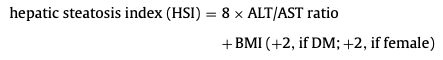 hepatic steatosis index (HSI) = 8 × ALT/AST ratio
+ BMI (+2, if DM; +2, if female)